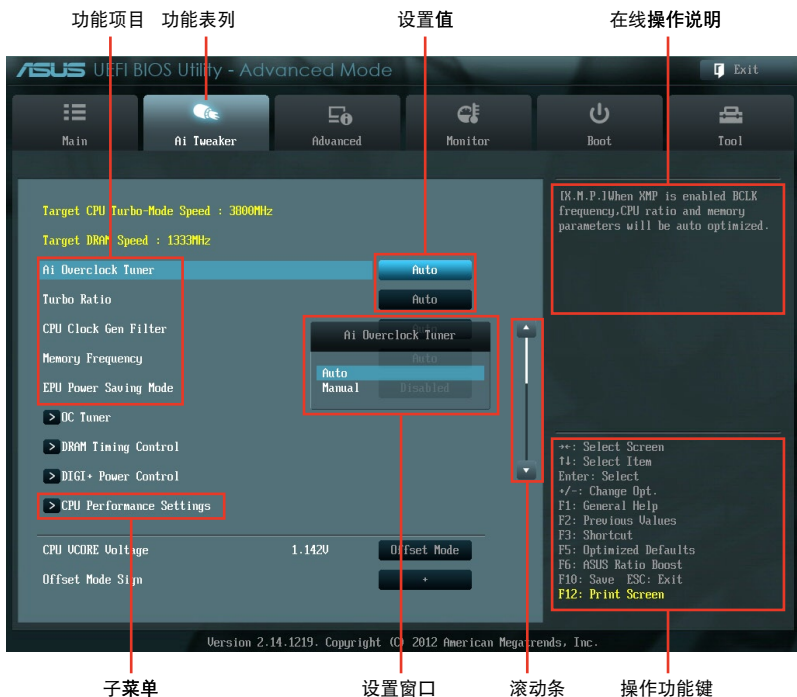 功能项目 功能表列 设置值 在线操作说明
ASUS UEFI BIOS Utility - Advanced Mode Exit
Main Ai Tweaker Advanced Monitor Boot Tool
Target CPU Turbo-Mode Speed : 3800MHz
Target DRAM Speed : 1333MHz
Ai Overclock Tuner Auto
Turbo Ratio Auto
CPU Clock Gen Filter
Memory Frequency Auto
EPU Power Saving Mode Disabled
Ai Overclock Tuner
Auto
Manual
> OC Tuner
> DRAM Timing Control
> DIGI+ Power Control
> CPU Performance Settings
CPU VCORE Voltage 1.142V Offset Mode
Offset Mode Sign +
[X.M.P.]When XMP is enabled BCLK
frequency,CPU ratio and memory
parameters will be auto optimized.
→←: Select Screen
↑↓: Select Item
Enter: Select
+/-: Change Opt.
F1: General Help
F2: Previous Values
F3: Shortcut
F5: Optimized Defaults
F6: ASUS Ratio Boost
F10: Save ESC: Exit
F12: Print Screen
Version 2.14.1219. Copyright (C) 2012 American Megatrends, Inc.
子菜单 设置窗口 滚动条 操作功能键